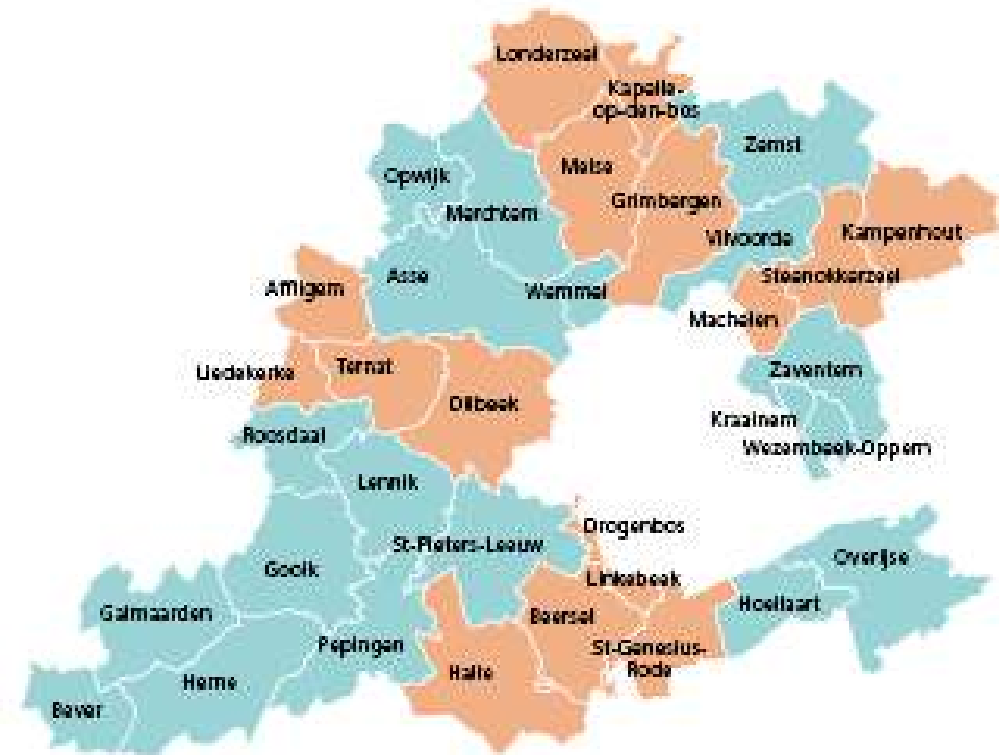 Londerzeel
Kapelle-
op-den-bos
Zemst
Meise
Opwijk
Grimbergen
Merchtem
Kampenhout
Vilvoorde
Asse
Steenokkerzeel
Affligem
Wemmel
Machelen
Ternat
Zaventem
Liedekerke
Dilbeek
Kraainem
Roosdaal
Wezembeek-Oppem
Lennik
Drogenbos
St-Pieters-Leeuw
Overijse
Gooik
Linkebeek
Hoeilaart
Galmaarden
Beersel
Pepingen
St-Genesius-
Rode
Halle
Herne
Bever